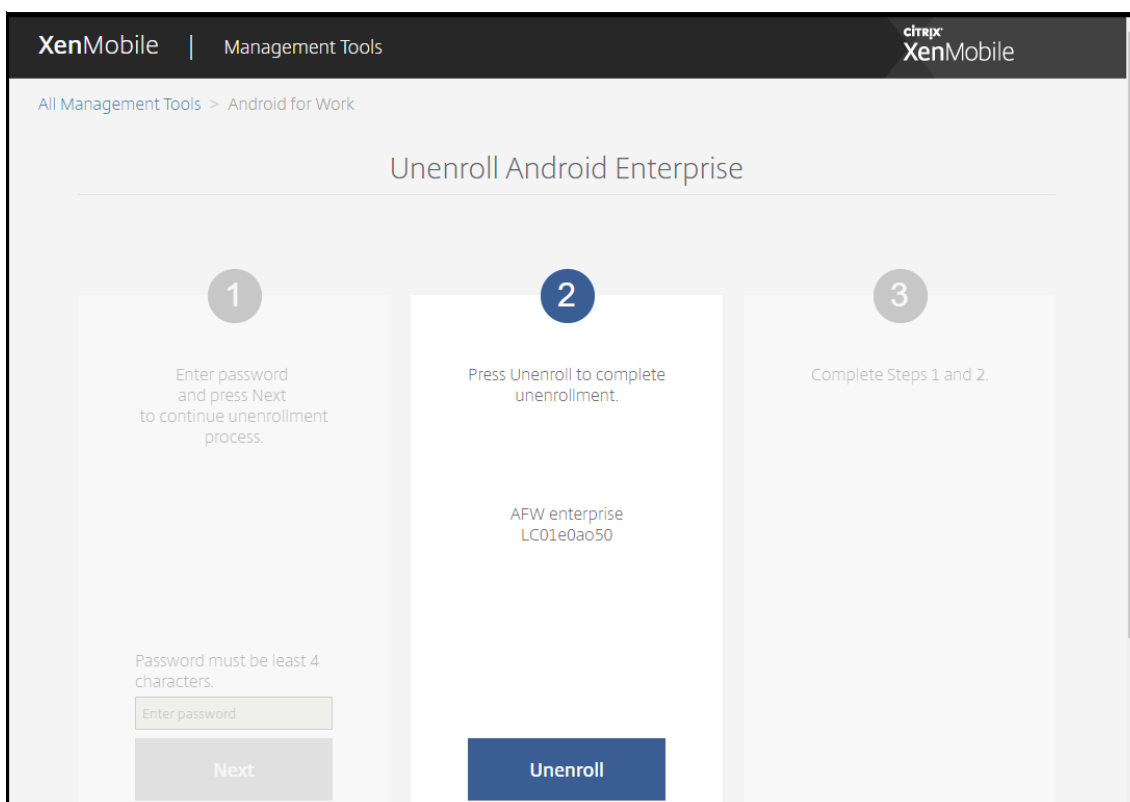 XenMobile | Management Tools
CITRIX
XenMobile
All Management Tools > Android for Work
Unenroll Android Enterprise
1
Enter password
and press Next
to continue unenrollment
process.
Password must be least 4
characters.
Enter password
Next
2
Press Unenroll to complete
unenrollment.
AFW enterprise
LC01e0ao50
Unenroll
3
Complete Steps 1 and 2.